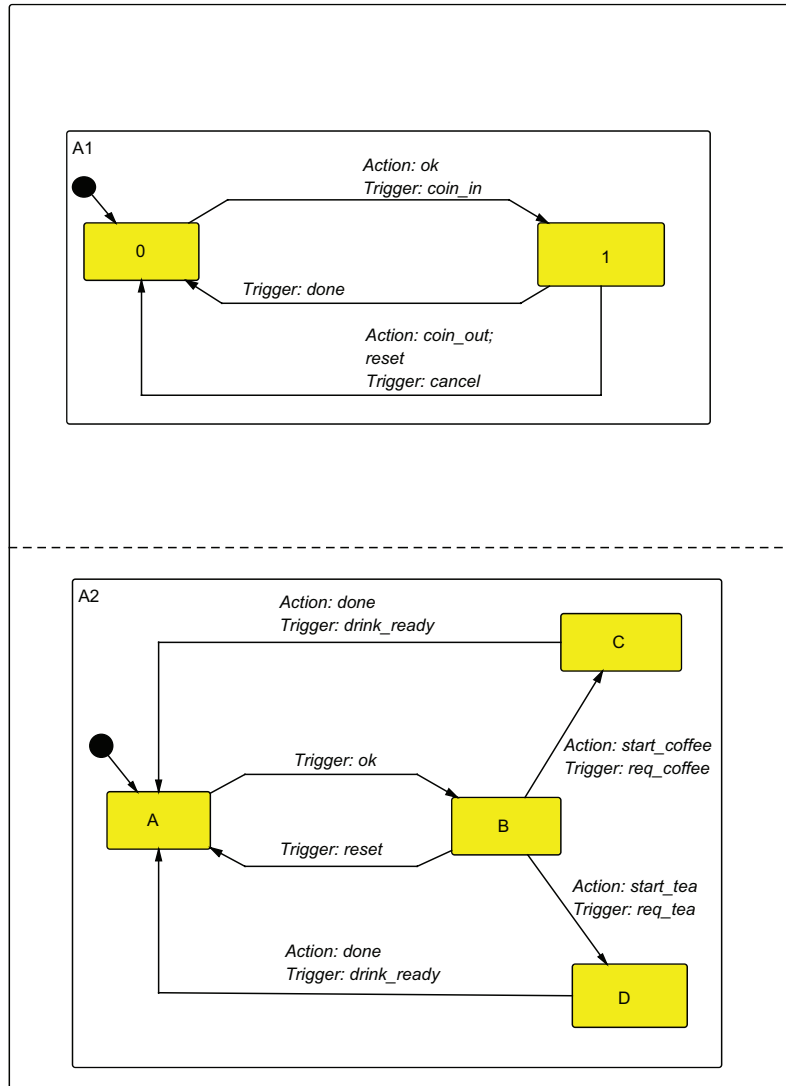 A1
Action: ok
Trigger: coin_in
0
1
Trigger: done
Action: coin_out;
reset
Trigger: cancel
A2
Action: done
Trigger: drink_ready
C
Action: start_coffee
Trigger: req_coffee
Trigger: ok
A
B
Trigger: reset
Action: start_tea
Trigger: req_tea
Action: done
Trigger: drink_ready
D